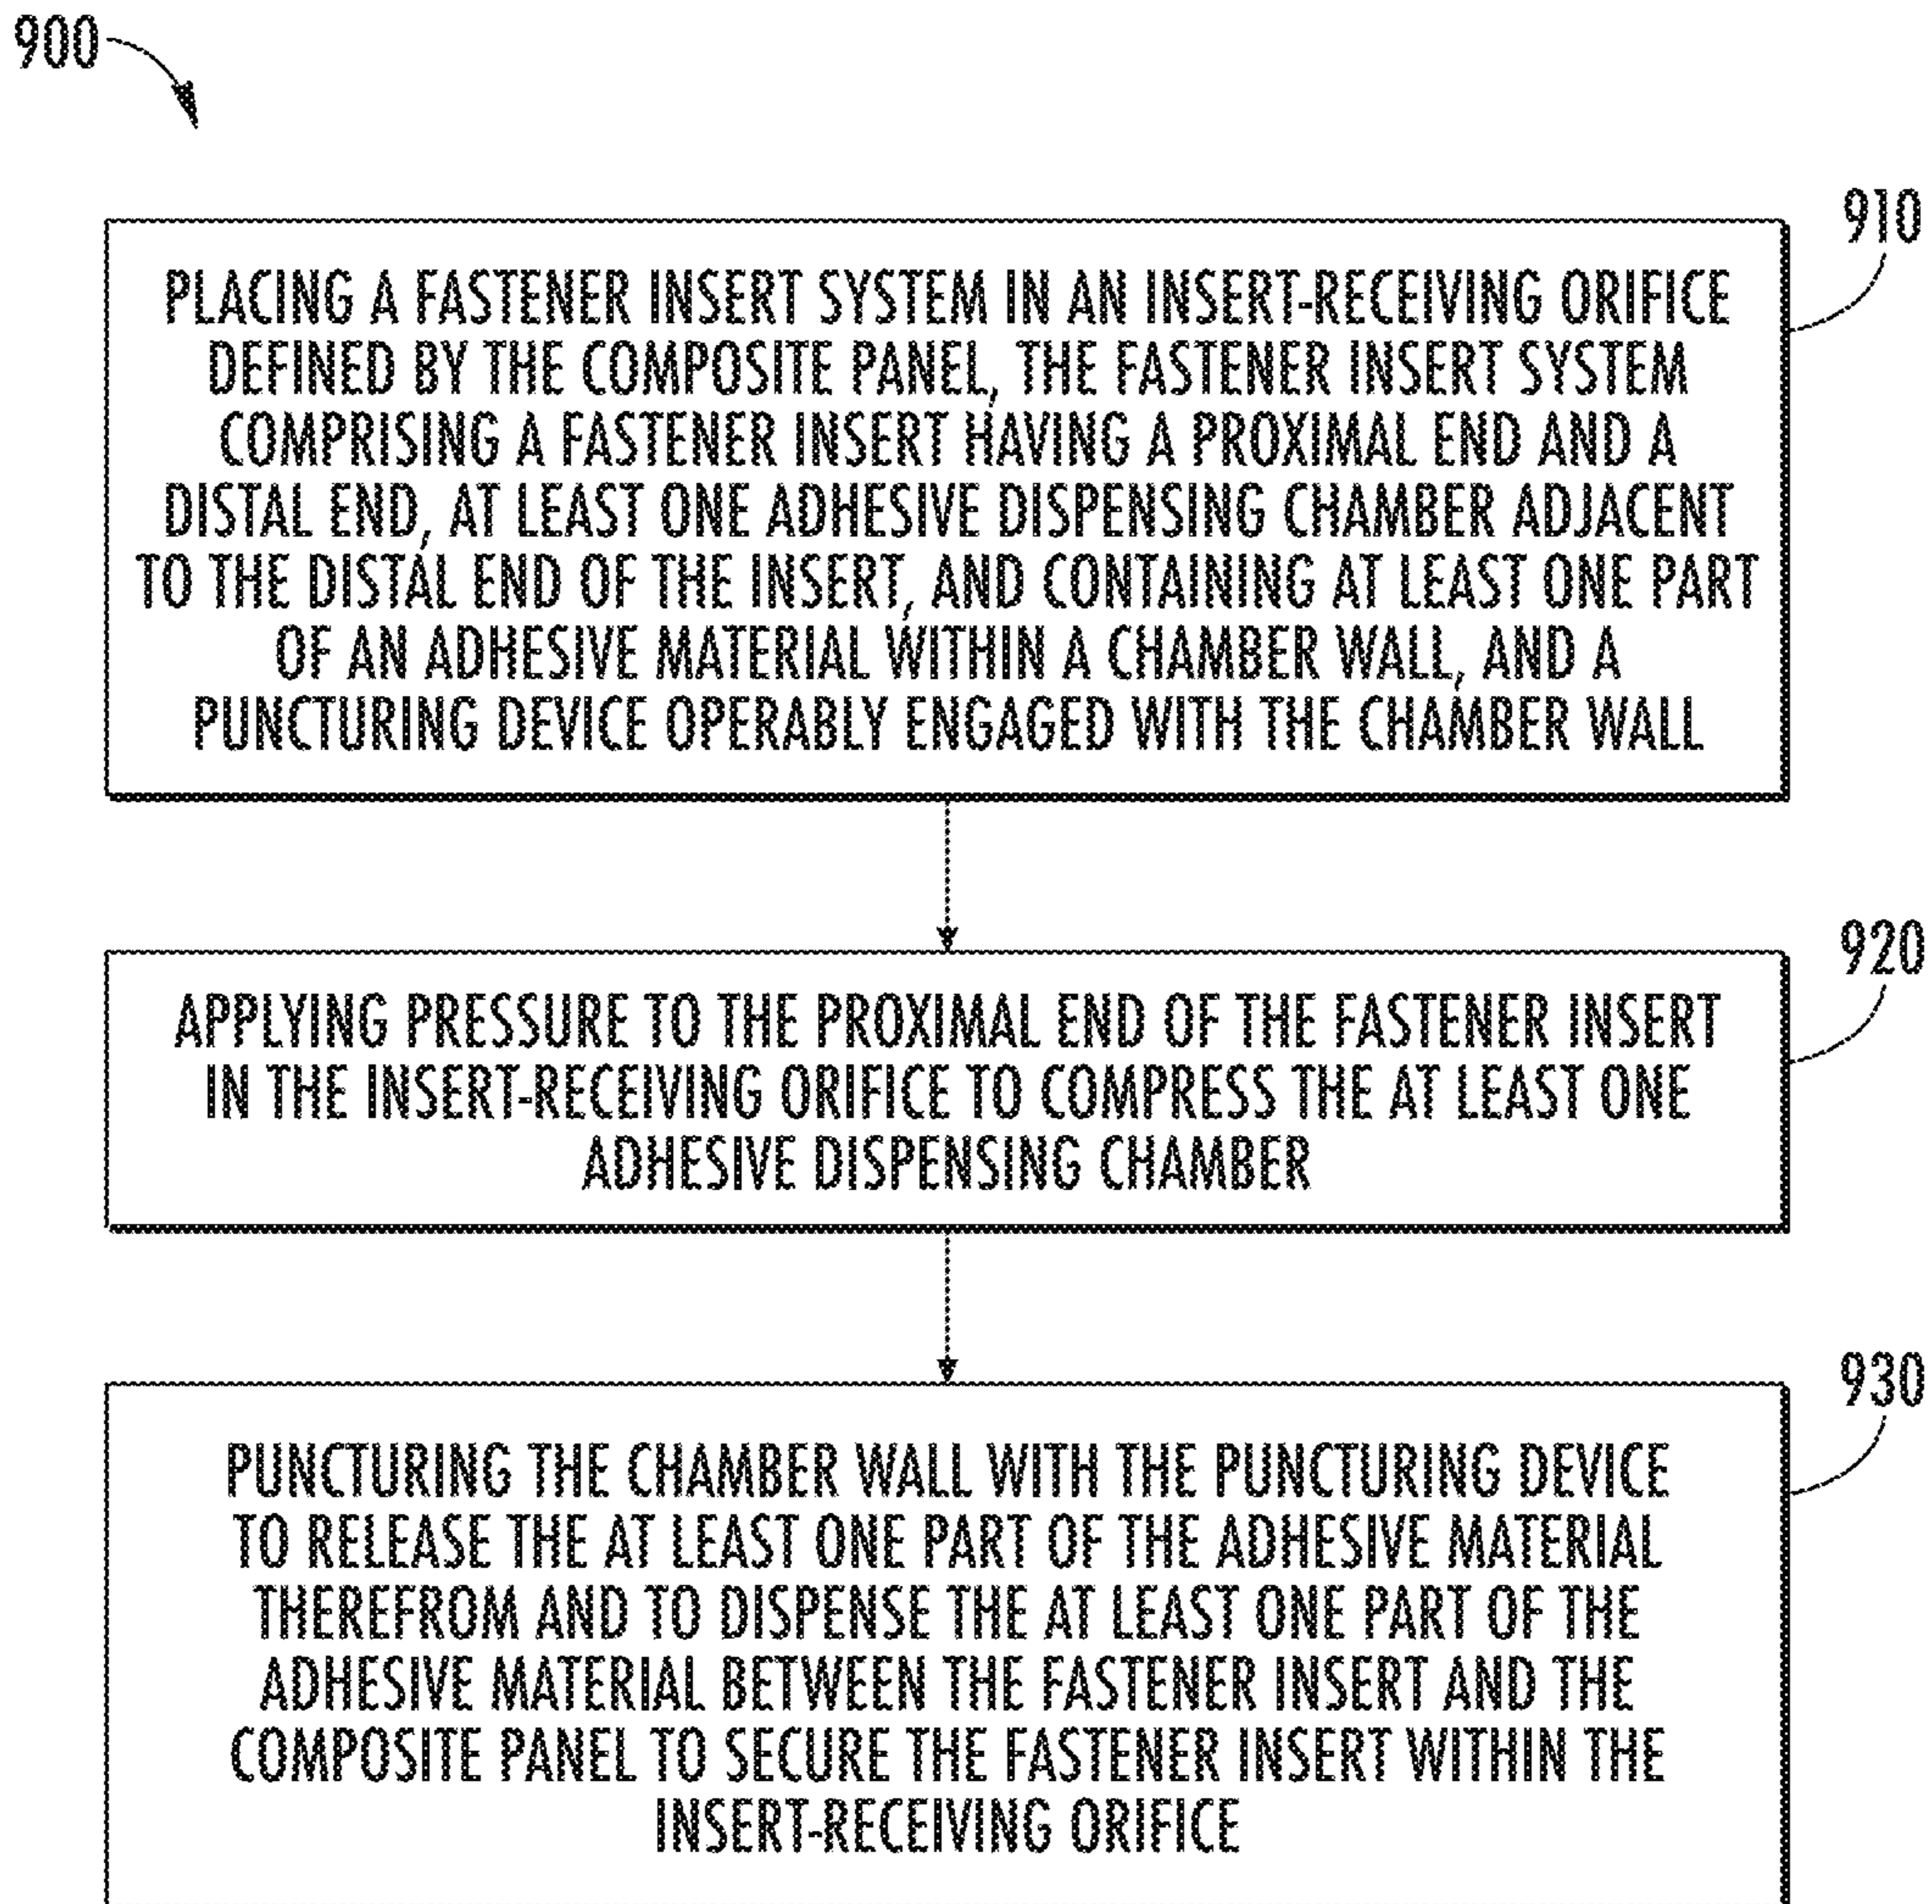 900
910
PLACING A FASTENER INSERT SYSTEM IN AN INSERT-RECEIVING ORIFICE
DEFINED BY THE COMPOSITE PANEL, THE FASTENER INSERT SYSTEM
COMPRISING A FASTENER INSERT HAVING A PROXIMAL END AND A
DISTAL END, AT LEAST ONE ADHESIVE DISPENSING CHAMBER ADJACENT
TO THE DISTAL END OF THE INSERT, AND CONTAINING AT LEAST ONE PART
OF AN ADHESIVE MATERIAL WITHIN A CHAMBER WALL, AND A
PUNCTURING DEVICE OPERABLY ENGAGED WITH THE CHAMBER WALL
920
APPLYING PRESSURE TO THE PROXIMAL END OF THE FASTENER INSERT
IN THE INSERT-RECEIVING ORIFICE TO COMPRESS THE AT LEAST ONE
ADHESIVE DISPENSING CHAMBER
930
PUNCTURING THE CHAMBER WALL WITH THE PUNCTURING DEVICE
TO RELEASE THE AT LEAST ONE PART OF THE ADHESIVE MATERIAL
THEREFROM AND TO DISPENSE THE AT LEAST ONE PART OF THE
ADHESIVE MATERIAL BETWEEN THE FASTENER INSERT AND THE
COMPOSITE PANEL TO SECURE THE FASTENER INSERT WITHIN THE
INSERT-RECEIVING ORIFICE